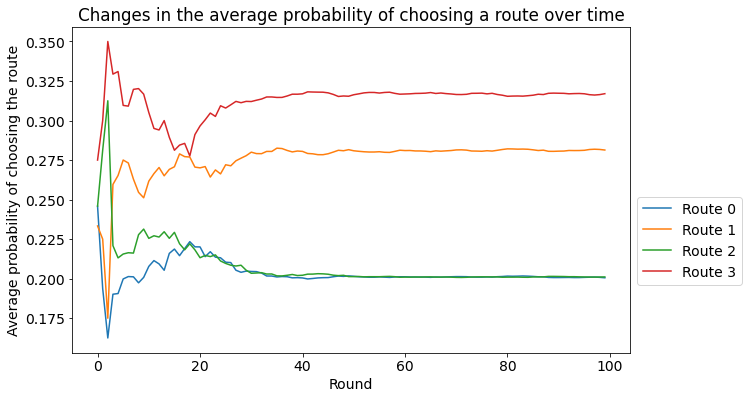 Changes in the average probability of choosing a route over time
Average probability of choosing the route
0.350
0.325
0.300
0.275
0.250
0.225
0.200
0.175
0
20
40
60
80
100
Round
Route 0
Route 1
Route 2
Route 3